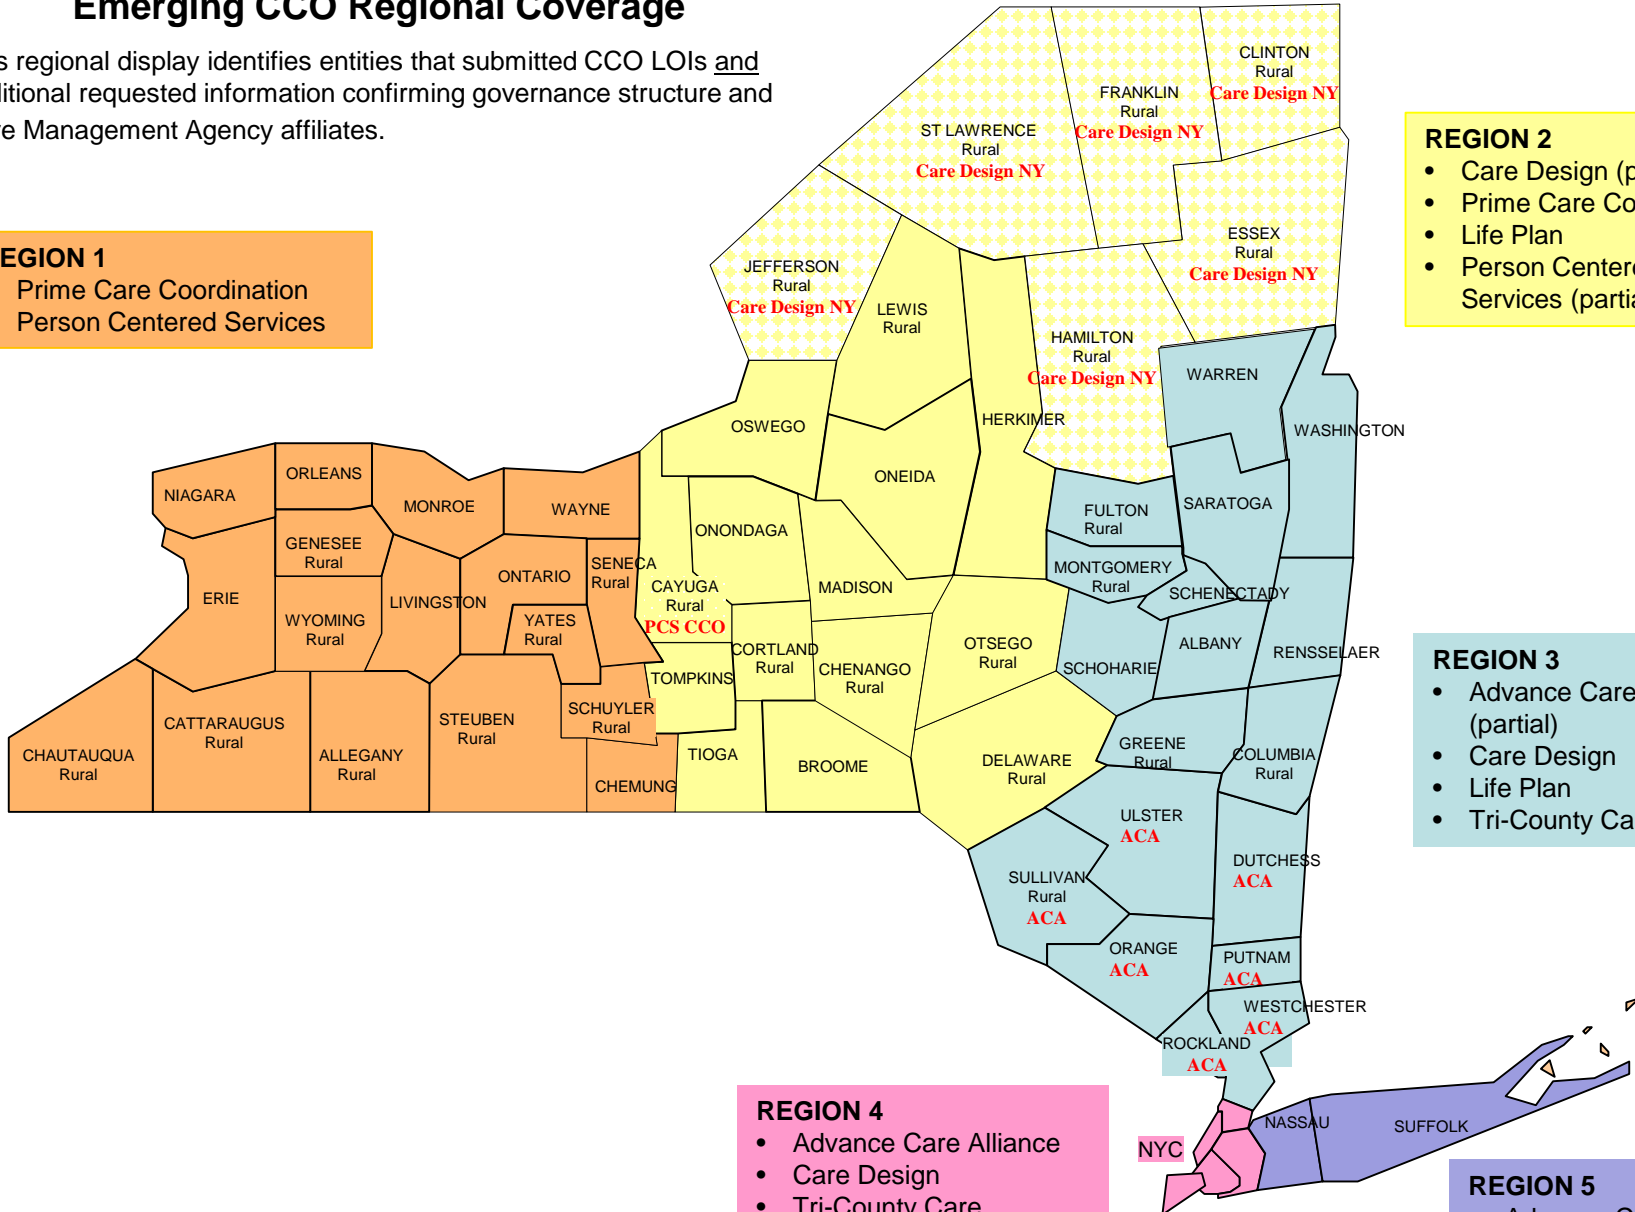 Emerging CCO Regional Coverage
s regional display identifies entities that submitted CCO LOIs and
ditional requested information confirming governance structure and
re Management Agency affiliates.
EGION 1
Prime Care Coordination
Person Centered Services
REGION 2
• Care Design (p
• Prime Care Co
• Life Plan
• Person Centere
Services (partia
CLINTON
Rural
Care Design NY
FRANKLIN
Rural
Care Design NY
ST LAWRENCE
Rural
Care Design NY
ESSEX
Rural
Care Design NY
JEFFERSON
Rural
Care Design NY
LEWIS
Rural
HAMILTON
Rural
Care Design NY
WARREN
WASHINGTON
HERKIMER
OSWEGO
ONEIDA
ORLEANS
NIAGARA
MONROE
WAYNE
GENESEE
Rural
ONTARIO
SENECA
Rural
ONONDAGA
FULTON
Rural
SARATOGA
ERIE
WYOMING
Rural
LIVINGSTON
YATES
Rural
CAYUGA
Rural
PCS CCO
MADISON
MONTGOMERY
Rural
SCHENECTADY
CORTLAND
Rural
CHENANGO
Rural
OTSEGO
Rural
SCHOHARIE
ALBANY
RENSSELAER
TOMPKINS
CHAUTAUQUA
Rural
CATTARAUGUS
Rural
ALLEGANY
Rural
STEUBEN
Rural
SCHUYLER
Rural
CHEMUNG
TIOGA
BROOME
DELAWARE
Rural
GREENE
Rural
COLUMBIA
Rural
REGION 3
• Advance Care
(partial)
• Care Design
• Life Plan
• Tri-County Ca
ULSTER
ACA
DUTCHESS
ACA
SULLIVAN
Rural
ACA
ORANGE
ACA
PUTNAM
ACA
WESTCHESTER
ACA
ROCKLAND
ACA
REGION 4
• Advance Care Alliance
• Care Design
• Tri-County Care
NYC
NASSAU
SUFFOLK
REGION 5